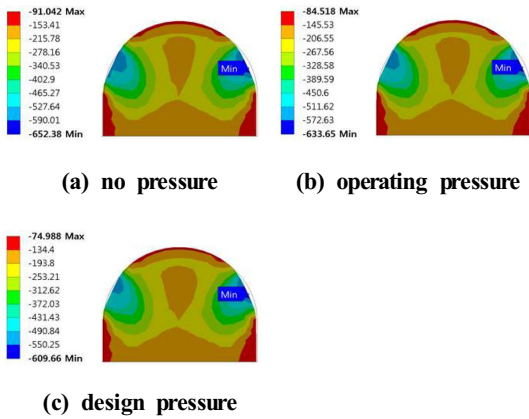 -91.042 Max
-153.41
-215.78
-278.16
-340.53
-402.9
-465.27
-527.64
-590.01
-652.38 Min
Min
(a) no pressure
-84.518 Max
-145.53
-206.55
-267.56
-328.58
-389.59
-450.6
-511.62
-572.63
-633.65 Min
Min
(b) operating pressure
-74.988 Max
-134.4
-193.8
-253.21
-312.62
-372.03
-431.43
-490.84
-550.25
-609.66 Min
Min
(c) design pressure